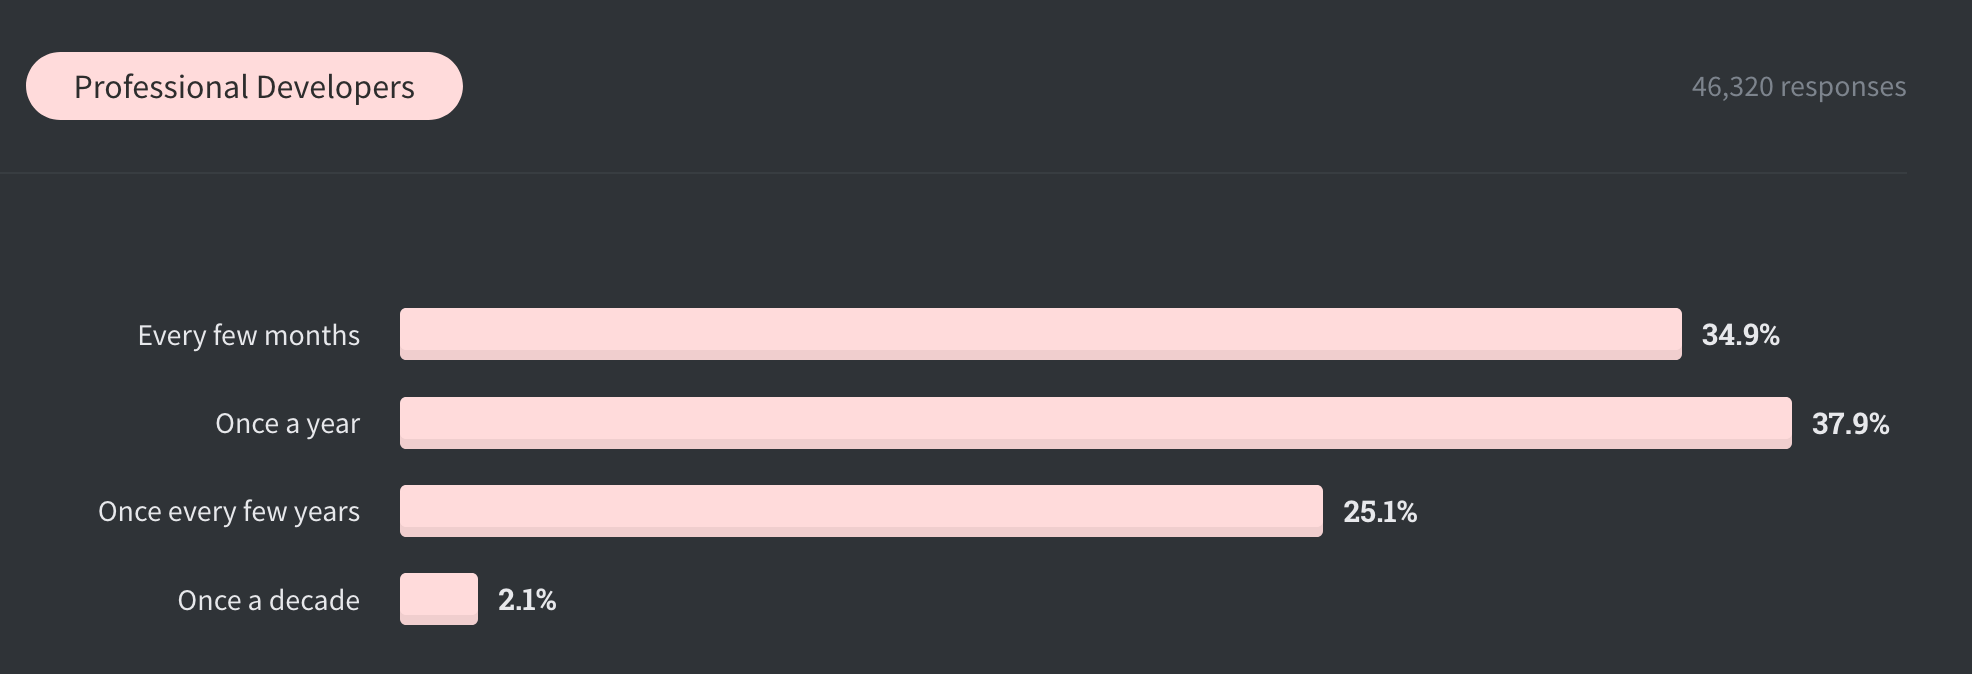 Professional Developers
46,320 responses
Every few months 34.9%
Once a year 37.9%
Once every few years 25.1%
Once a decade 2.1%